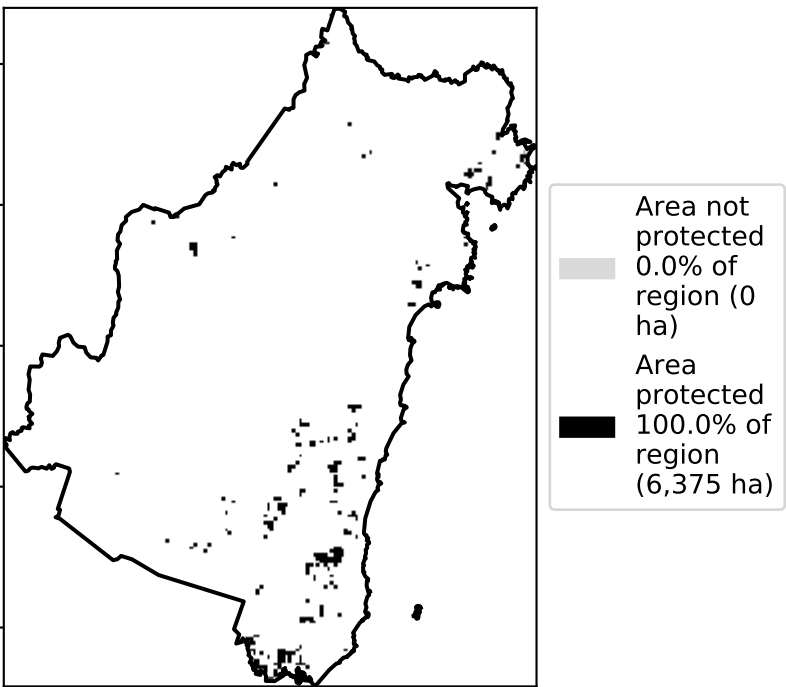 Area not
protected
0.0% of
region (0
ha)
Area
protected
100.0% of
region
(6,375 ha)